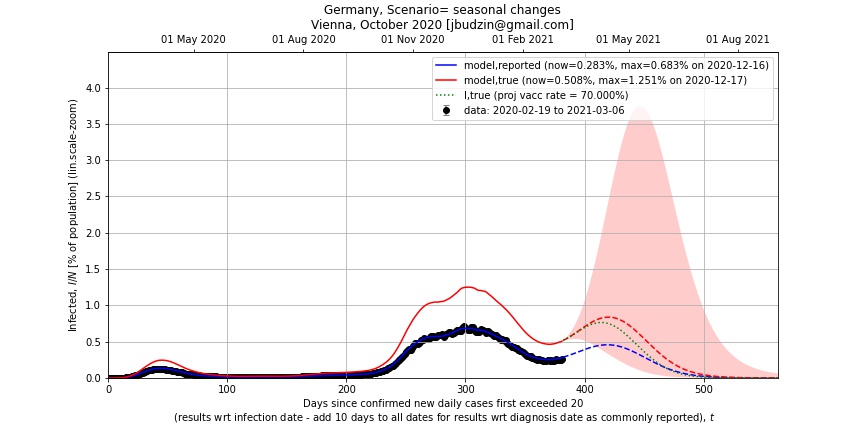 Germany, Scenario= seasonal changes
Vienna, October 2020 [jbudzin@gmail.com]
01 May 2020 01 Aug 2020 01 Nov 2020 01 Feb 2021 01 May 2021 01 Aug 2021
model,reported (now=0.283%, max=0.683% on 2020-12-16)
model,true (now=0.508%, max=1.251% on 2020-12-17)
I,true (proj vacc rate = 70.000%)
data: 2020-02-19 to 2021-03-06
Infected, I/N [% of population] (lin.scale-zoom)
4.0
3.5
3.0
2.5
2.0
1.5
1.0
0.5
0.0
0 100 200 300 400 500
Days since confirmed new daily cases first exceeded 20
(results wrt infection date - add 10 days to all dates for results wrt diagnosis date as commonly reported), t